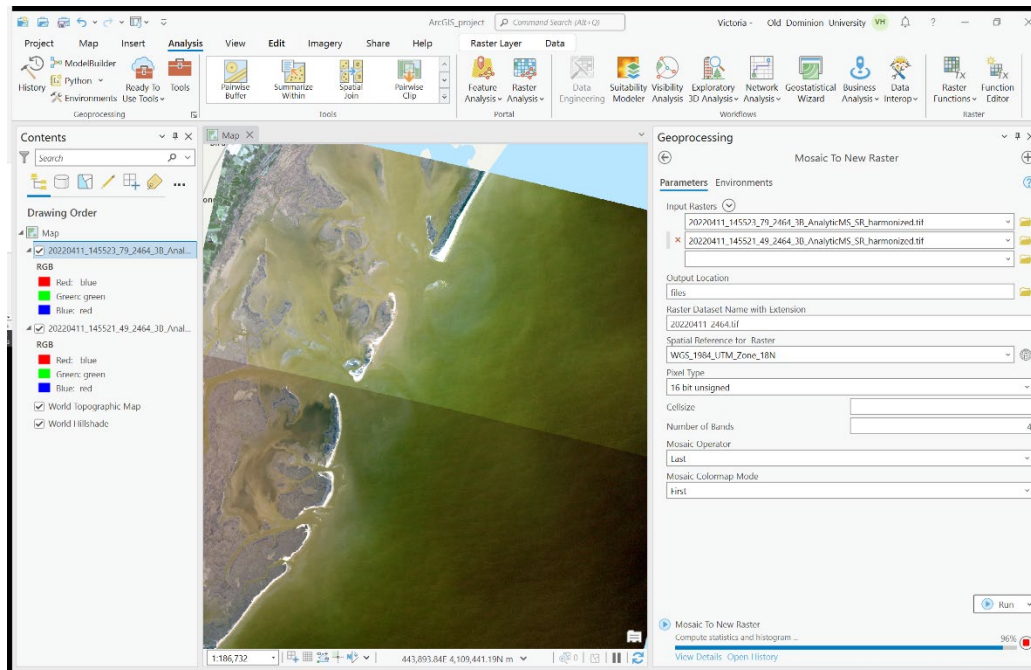 ArcGIS_project
Command Search (Alt+Q)
Victoria - Old Dominion University
VH
?
Project Map Insert Analysis View Edit Imagery Share Help Raster Layer Data
History
ModelBuilder
Python
Environments
Ready To Use Tools
Tools
Pairwise Buffer
Summarize Within
Spatial Join
Pairwise Clip
Feature Analysis
Raster Analysis
Data Engineering
Suitability Modeler
Visibility Analysis
Exploratory 3D Analysis
Network Analysis
Geostatistical Wizard
Business Analysis
Data Interop
Raster Functions
Function Editor
Geoprocessing Tools Portal Workflows Raster
Contents
Search
Drawing Order
Map
20220411_145523_79_2464_3B_Anal...
RGB
Red: blue
Green: green
Blue: red
20220411_145521_49_2464_3B_Anal...
RGB
Red: blue
Green: green
Blue: red
World Topographic Map
World Hillshade
Map
1:186,732
443,893.84E 4,109,441.19N m
0
Geoprocessing
Mosaic To New Raster
Parameters Environments
Input Rasters
20220411_145523_79_2464_3B_AnalyticMS_SR_harmonized.tif
20220411_145521_49_2464_3B_AnalyticMS_SR_harmonized.tif
Output Location
files
Raster Dataset Name with Extension
20220411_2464.tif
Spatial Reference for Raster
WGS_1984_UTM_Zone_18N
Pixel Type
16 bit unsigned
Cellsize
Number of Bands
4
Mosaic Operator
Last
Mosaic Colormap Mode
First
Run
Mosaic To New Raster
Compute statistics and histogram ...
96%
View Details Open History